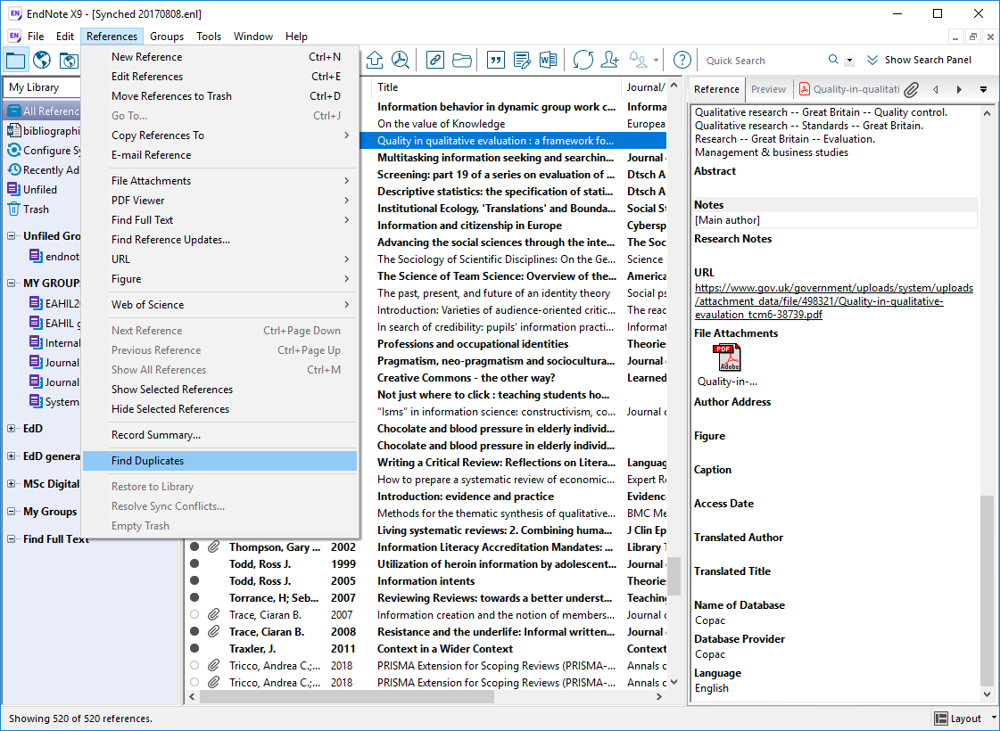 EndNote X9 - [Synched 20170808.enl]
File Edit References Groups Tools Window Help
Quick Search
Show Search Panel
My Library
All Referenc
bibliographi
Configure Sy
Recently Ad
Unfiled
Trash
Unfiled Gro
endnote
MY GROUP
EAHIL20
EAHIL g
Interna
Journal
Journal
System
EdD
EdD genera
MSc Digital
My Groups
Find Full Text
New Reference Ctrl+N
Edit References Ctrl+E
Move References to Trash Ctrl+D
Go To... Ctrl+J
Copy References To
E-mail Reference
File Attachments
PDF Viewer
Find Full Text
Find Reference Updates...
URL
Figure
Web of Science
Next Reference Ctrl+Page Down
Previous Reference Ctrl+Page Up
Show All References Ctrl+M
Show Selected References
Hide Selected References
Record Summary...
Find Duplicates
Restore to Library
Resolve Sync Conflicts...
Empty Trash
Title Journal/
Information behavior in dynamic group work c... Informa
On the value of Knowledge European
Quality in qualitative evaluation : a framework fo...
Multitasking information seeking and searchin... Journal
Screening: part 19 of a series on evaluation of ... Dtsch A
Descriptive statistics: the specification of stati... Dtsch A
Institutional Ecology, 'Translations' and Bounda... Social St
Information and citizenship in Europe Cybersp
Advancing the social sciences through the inte... The Soc
The Sociology of Scientific Disciplines: On the Ge... Science
The Science of Team Science: Overview of the... America
The past, present, and future of an identity theory Social ps
Introduction: Varieties of audience-oriented critic... The read
In search of credibility: pupils' information practi... Informat
Professions and occupational identities Theories
Pragmatism, neo-pragmatism and sociocultura... Journal
Creative Commons - the other way? Learned
Not just where to click : teaching students ho...
"Isms" in information science: constructivism, co... Journal o
Chocolate and blood pressure in elderly individ...
Chocolate and blood pressure in elderly individ...
Writing a Critical Review: Reflections on Litera... Languag
How to prepare a systematic review of economic... Expert R
Introduction: evidence and practice Evidenc
Methods for the thematic synthesis of qualitative... BMC Me
Living systematic reviews: 2. Combining huma... J Clin Ep
Thompson, Gary ... 2002 Information Literacy Accreditation Mandates: ... Library T
Todd, Ross J. 1999 Utilization of heroin information by adolescent... Journal
Todd, Ross J. 2005 Information intents Theories
Torrance, H; Seb... 2007 Reviewing Reviews: towards a better underst... Teaching
Trace, Ciaran B. 2007 Information creation and the notion of members... Journal o
Trace, Ciaran B. 2008 Resistance and the underlife: Informal written... Journal
Traxler, J. 2011 Context in a Wider Context Context
Tricco, Andrea C.;... 2018 PRISMA Extension for Scoping Reviews (PRISMA-... Annals o
Tricco, Andrea C.;... 2018 PRISMA Extension for Scoping Reviews (PRISMA-... Annals o
Reference Preview Quality-in-qualitati
Qualitative research -- Great Britain -- Quality control.
Qualitative research -- Standards -- Great Britain.
Research -- Great Britain -- Evaluation.
Management & business studies
Abstract
Notes
[Main author]
Research Notes
URL
https://www.gov.uk/government/uploads/system/uploads
/attachment_data/file/498321/Quality-in-qualitative-
evaulation_tcm6-38739.pdf
File Attachments
PDF
Adobe
Quality-in-...
Author Address
Figure
Caption
Access Date
Translated Author
Translated Title
Name of Database
Copac
Database Provider
Copac
Language
English
Showing 520 of 520 references.
Layout